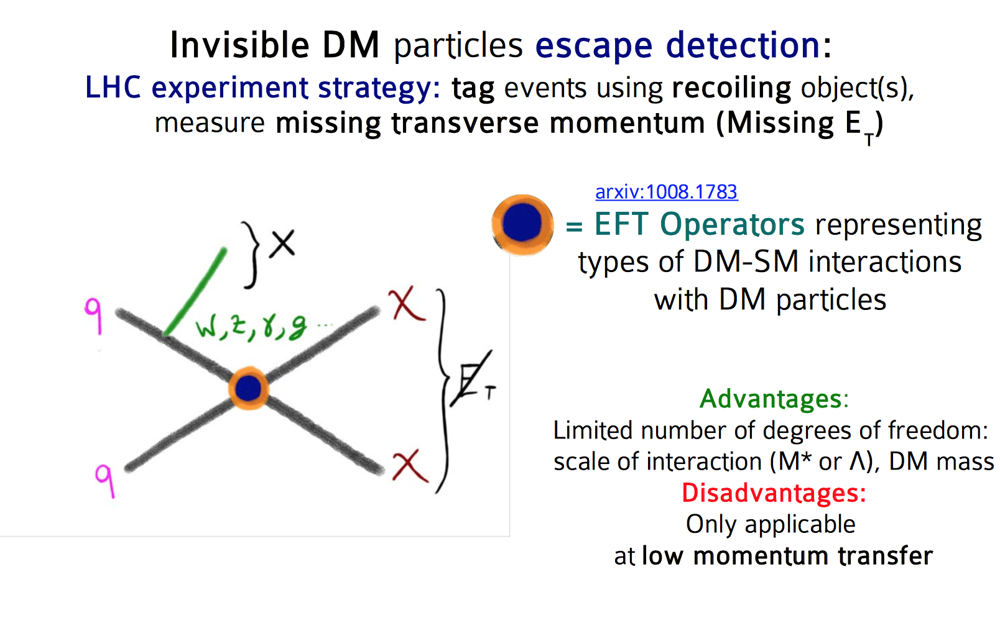 Invisible DM particles escape detection:
LHC experiment strategy: tag events using recoiling object(s),
measure missing transverse momentum (Missing E_T)
arxiv:1008.1783
= EFT Operators representing
types of DM-SM interactions
with DM particles
} X
q
W, Z, γ, g ...
χ
E̸_T
q
χ
Advantages:
Limited number of degrees of freedom:
scale of interaction (M* or Λ), DM mass
Disadvantages:
Only applicable
at low momentum transfer